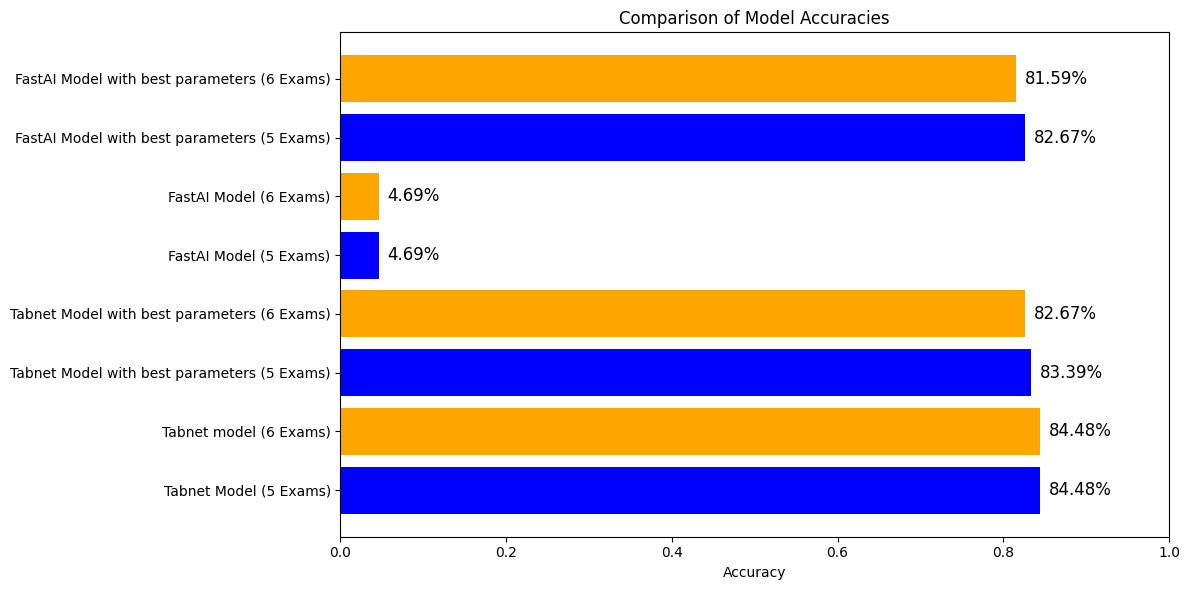 Comparison of Model Accuracies
FastAI Model with best parameters (6 Exams)
81.59%
FastAI Model with best parameters (5 Exams)
82.67%
FastAI Model (6 Exams)
4.69%
FastAI Model (5 Exams)
4.69%
Tabnet Model with best parameters (6 Exams)
82.67%
Tabnet Model with best parameters (5 Exams)
83.39%
Tabnet model (6 Exams)
84.48%
Tabnet Model (5 Exams)
84.48%
0.0 0.2 0.4 0.6 0.8 1.0
Accuracy